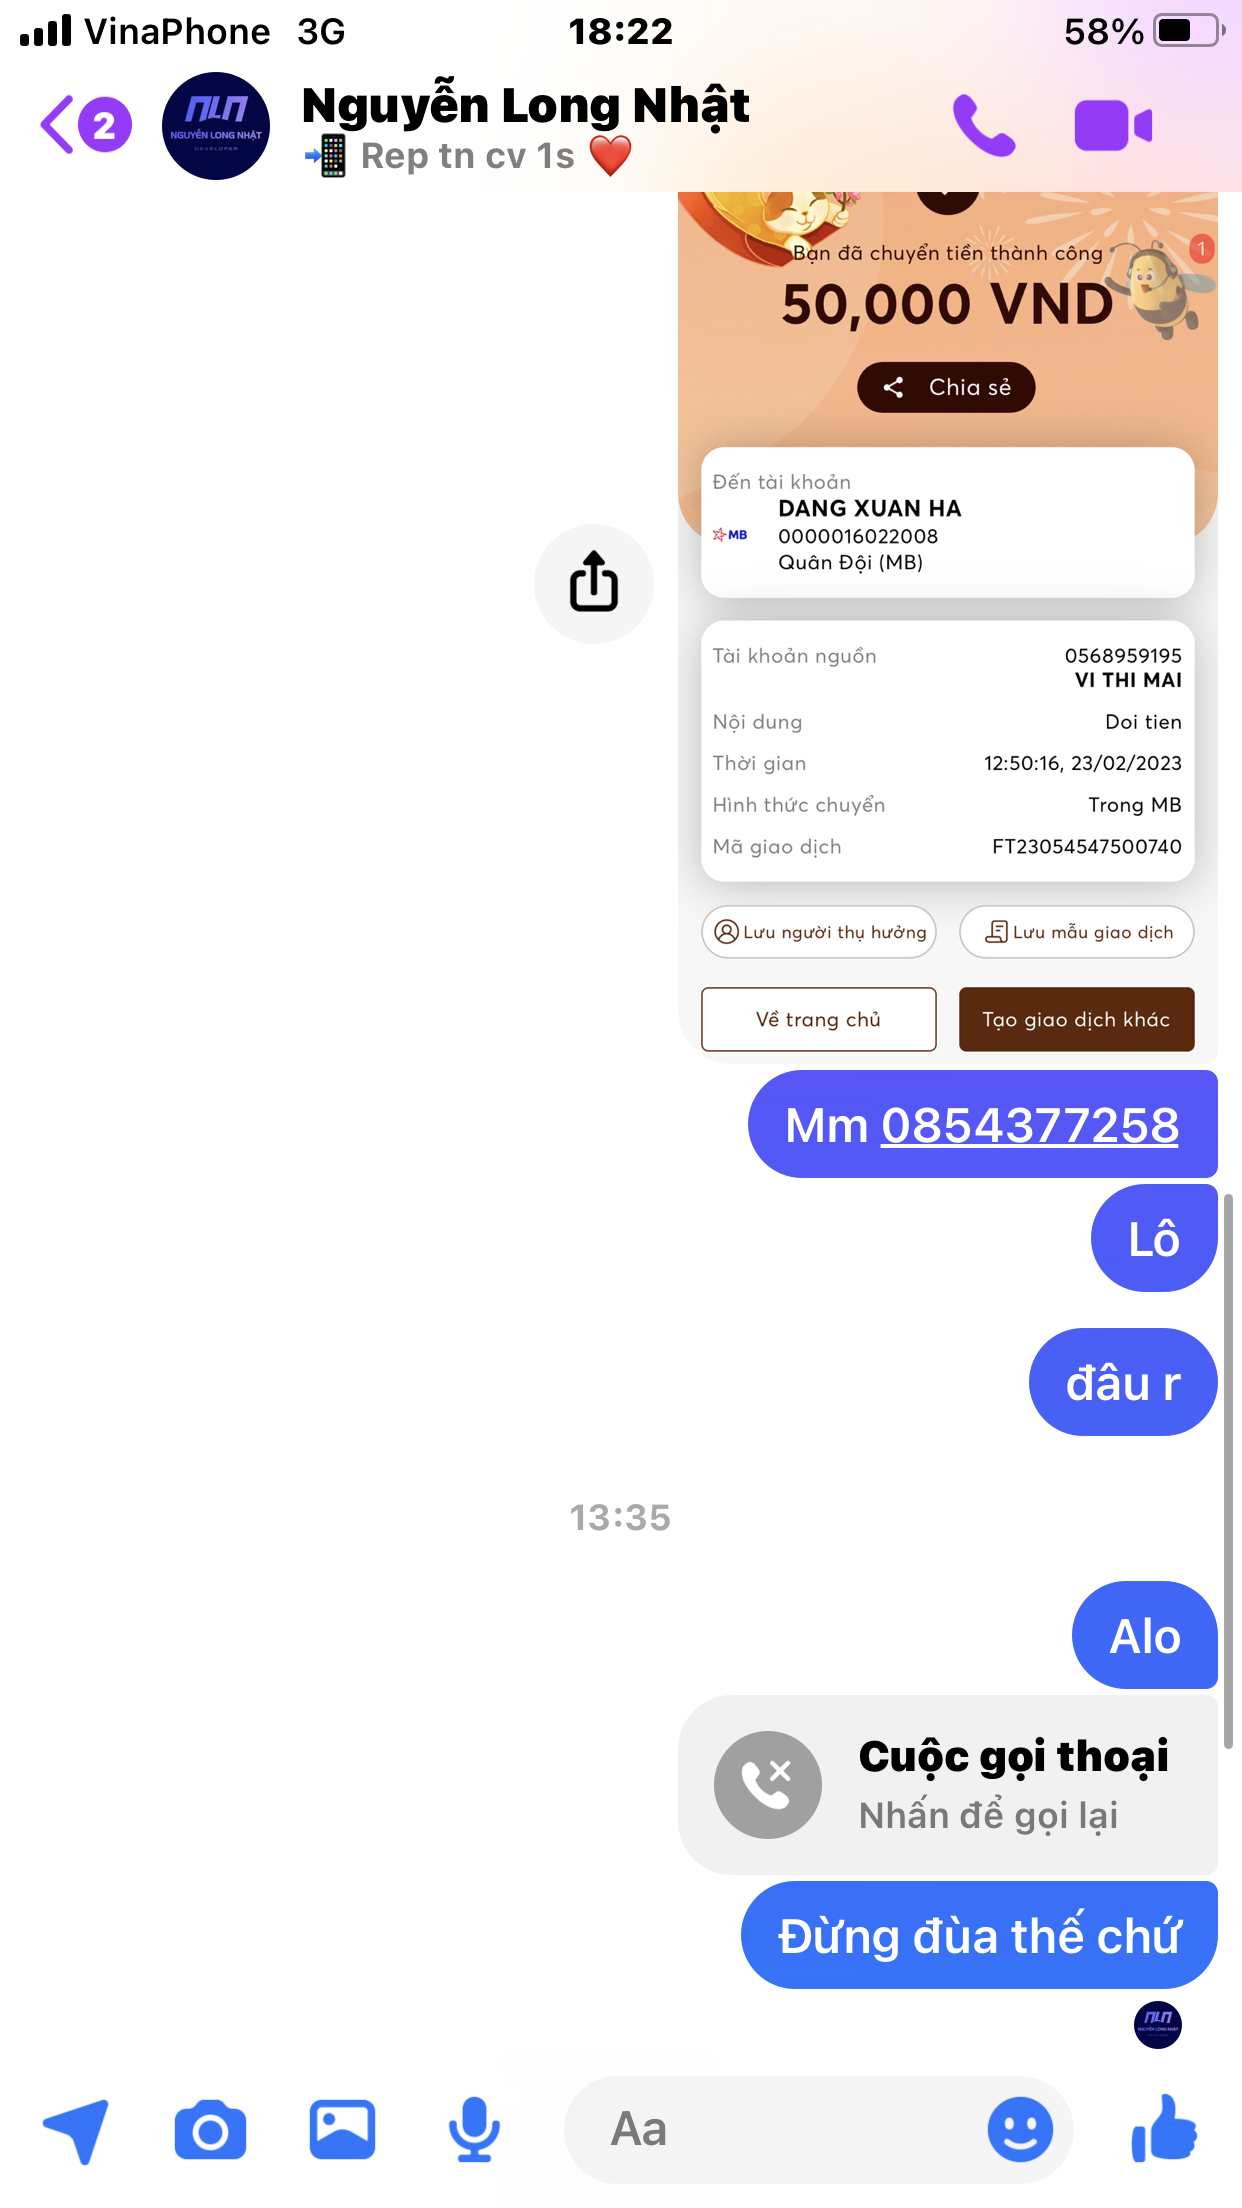 VinaPhone 3G 18:22 58%
2 Nguyễn Long Nhật
Rep tn cv 1s
NLN
NGUYỄN LONG NHẬT
DEVELOPER
Bạn đã chuyển tiền thành công
1
50,000 VND
Chia sẻ
Đến tài khoản
DANG XUAN HA
MB 0000016022008
Quân Đội (MB)
Tài khoản nguồn 0568959195
VI THI MAI
Nội dung Doi tien
Thời gian 12:50:16, 23/02/2023
Hình thức chuyển Trong MB
Mã giao dịch FT23054547500740
Lưu người thụ hưởng Lưu mẫu giao dịch
Về trang chủ Tạo giao dịch khác
Mm 0854377258
Lô
đâu r
13:35
Alo
Cuộc gọi thoại
Nhấn để gọi lại
Đừng đùa thế chứ
NLN
Aa